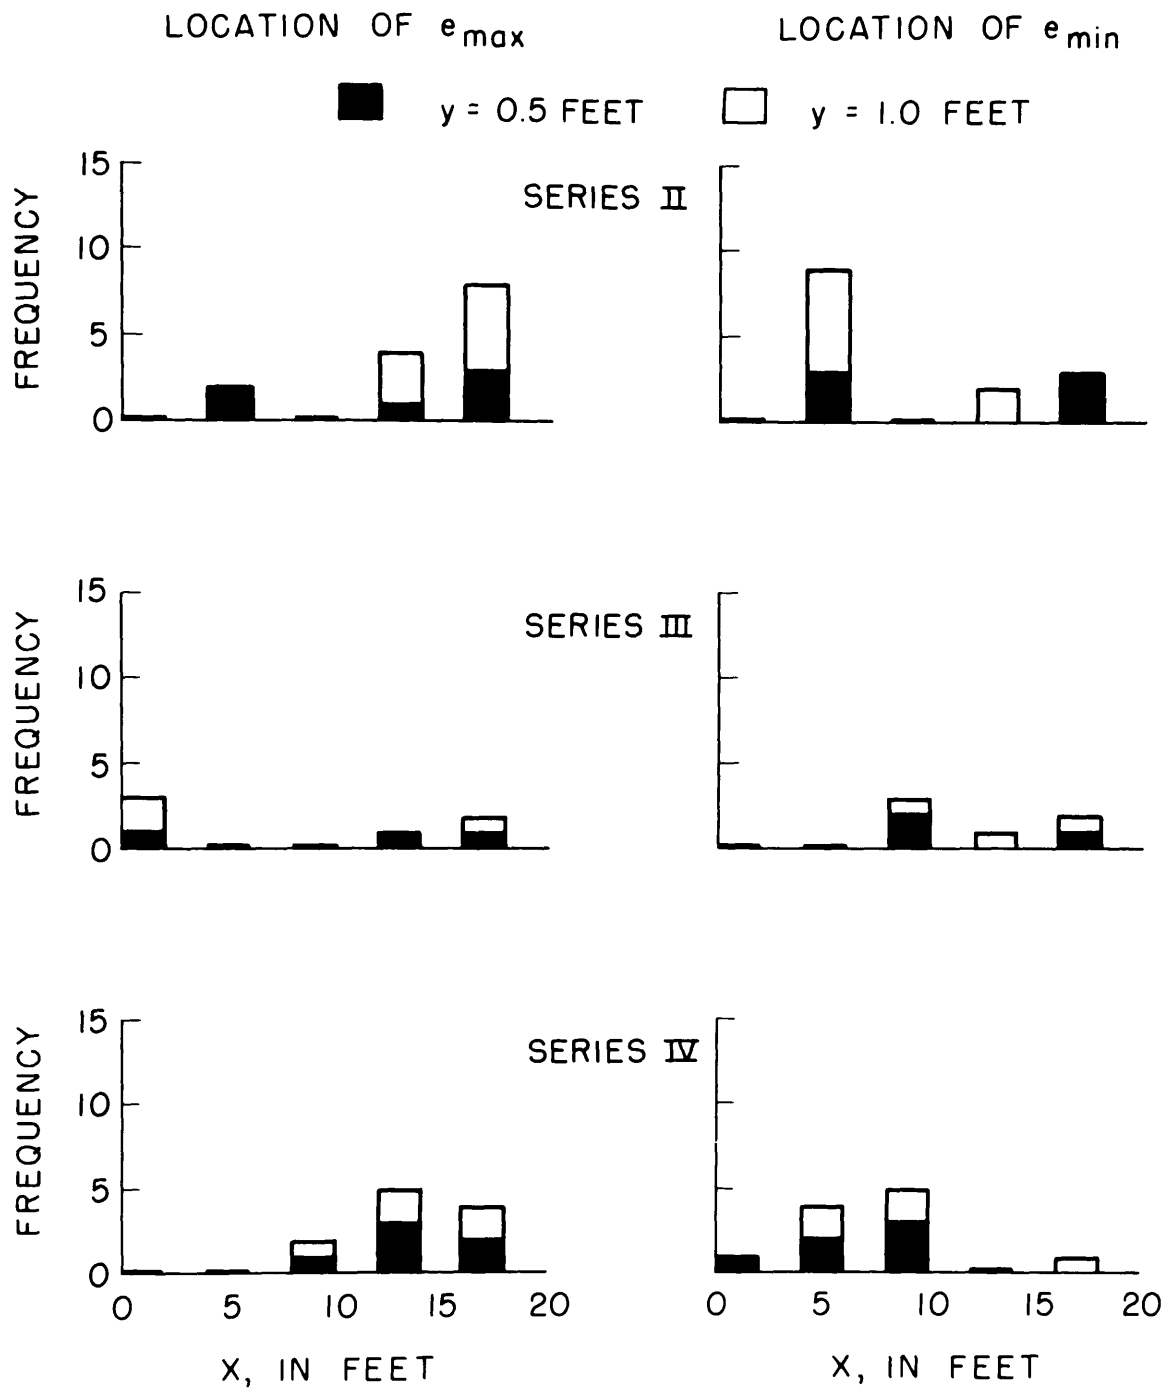 LOCATION OF e max
LOCATION OF e min
y = 0.5 FEET
y = 1.0 FEET
SERIES II
FREQUENCY
15
10
5
0
SERIES III
FREQUENCY
15
10
5
0
SERIES IV
FREQUENCY
15
10
5
0
0 5 10 15 20
0 5 10 15 20
X, IN FEET
X, IN FEET